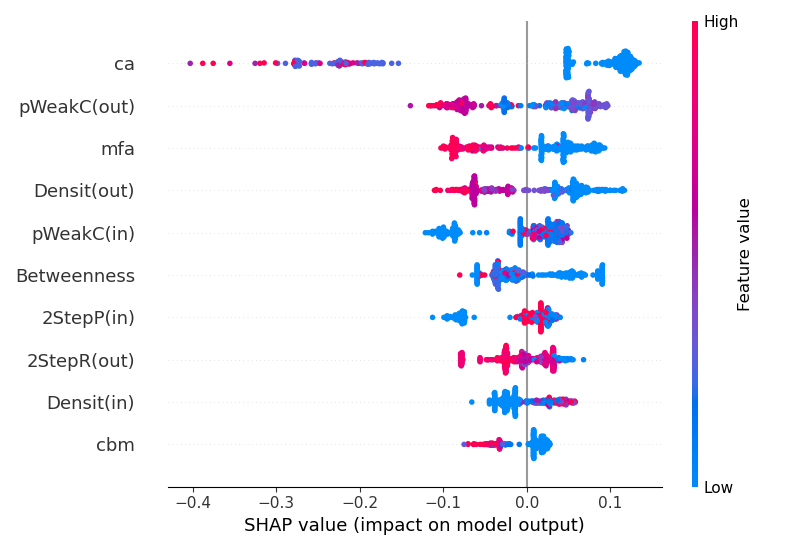 High
ca
pWeakC(out)
mfa
Densit(out)
pWeakC(in)
Betweenness
2StepP(in)
2StepR(out)
Densit(in)
cbm
Feature value
Low
−0.4 −0.3 −0.2 −0.1 0.0 0.1
SHAP value (impact on model output)